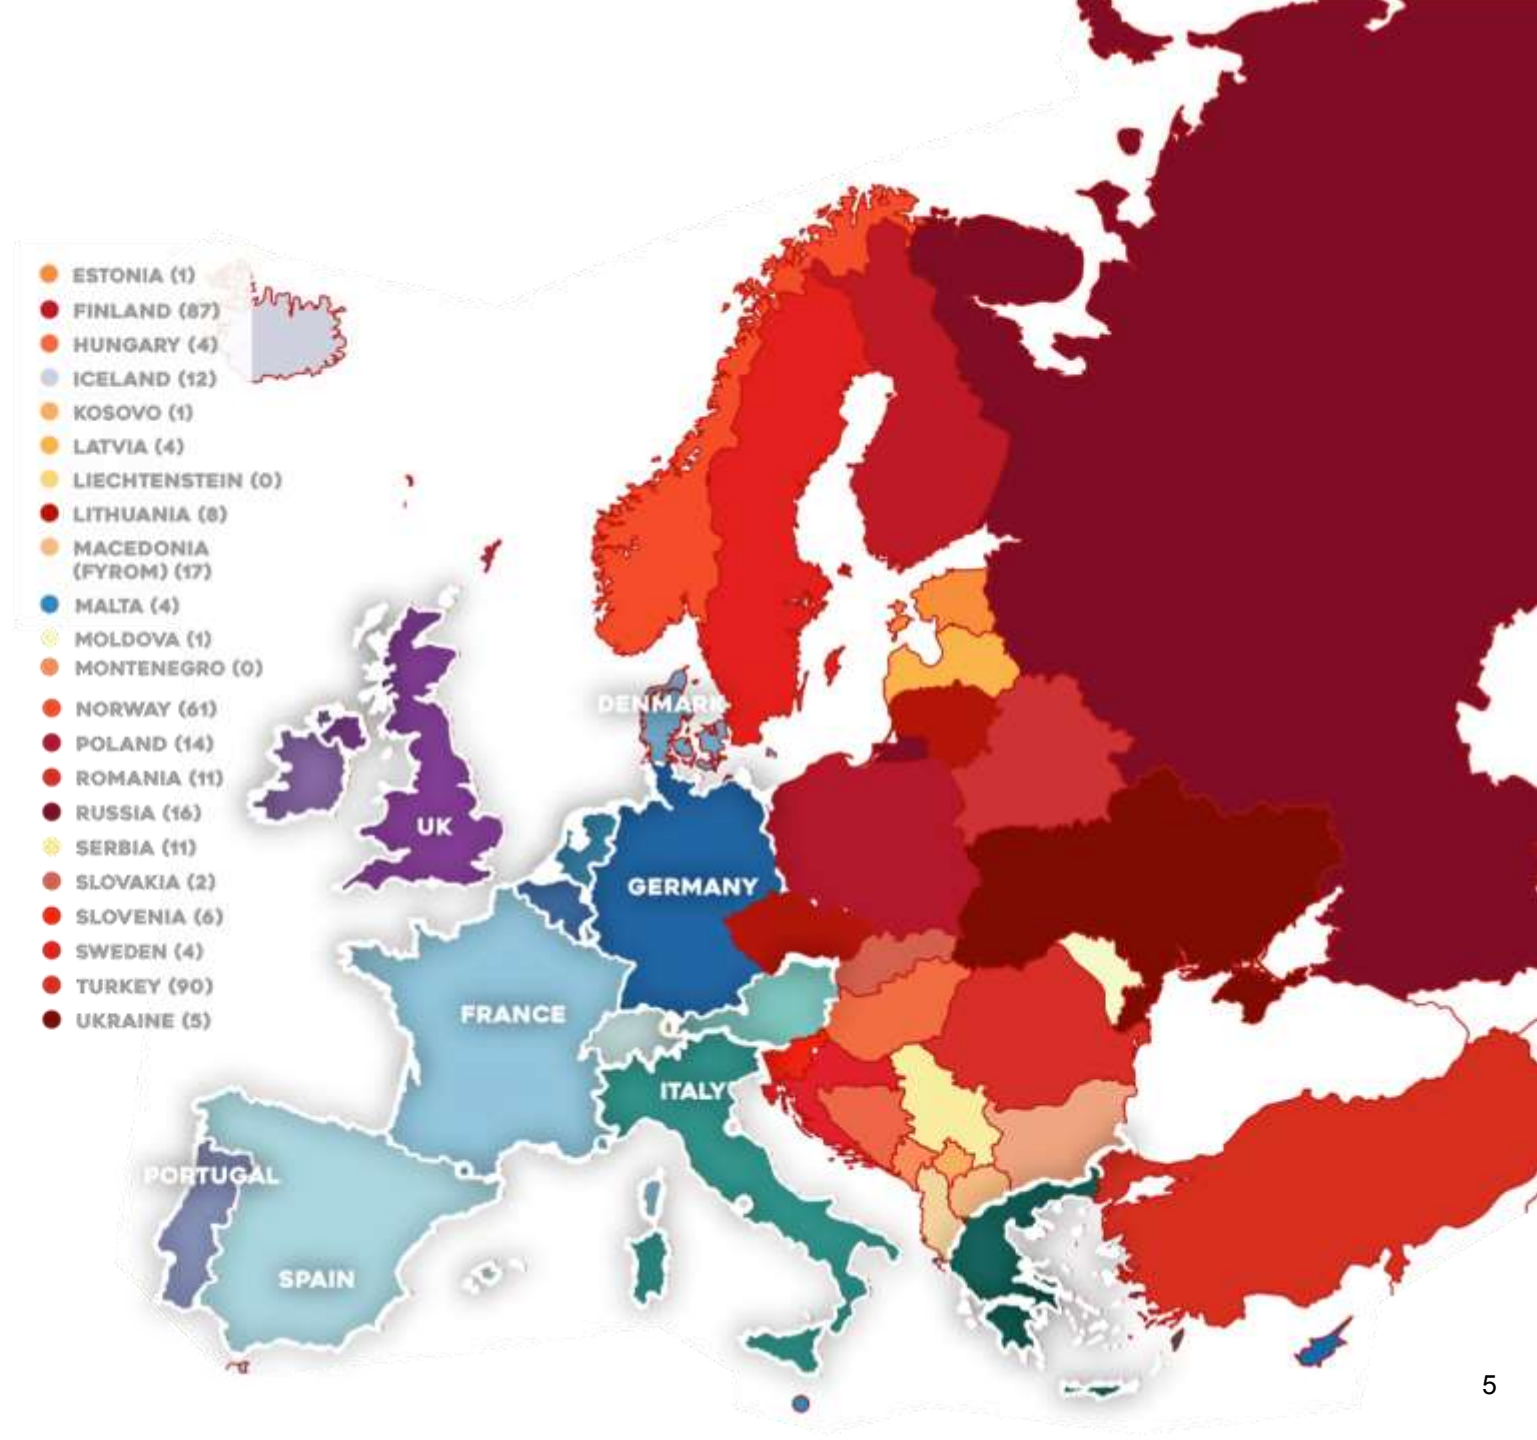 ESTONIA (1)
FINLAND (87)
HUNGARY (4)
ICELAND (12)
KOSOVO (1)
LATVIA (4)
LIECHTENSTEIN (0)
LITHUANIA (8)
MACEDONIA
(FYROM) (17)
MALTA (4)
MOLDOVA (1)
MONTENEGRO (0)
NORWAY (61)
POLAND (14)
ROMANIA (11)
RUSSIA (16)
SERBIA (11)
SLOVAKIA (2)
SLOVENIA (6)
SWEDEN (4)
TURKEY (90)
UKRAINE (5)
DENMARK
UK
GERMANY
FRANCE
ITALY
PORTUGAL
SPAIN
5